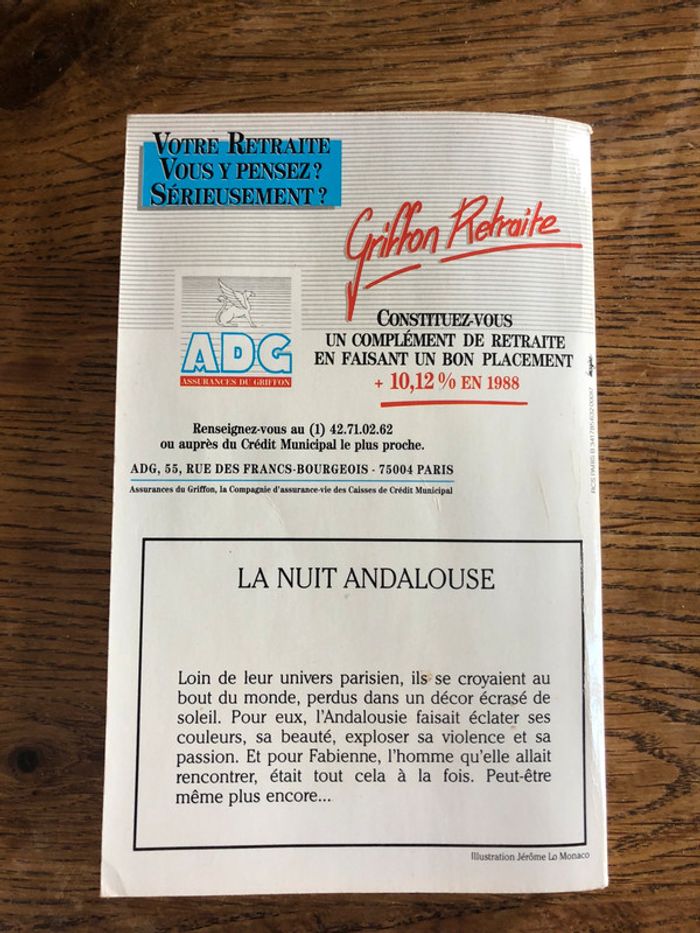 VOTRE RETRAITE
VOUS Y PENSEZ?
SÉRIEUSEMENT?
Griffon Retraite
ADG
ASSURANCES DU GRIFFON
CONSTITUEZ-VOUS
UN COMPLÉMENT DE RETRAITE
EN FAISANT UN BON PLACEMENT
+ 10,12 % EN 1988
Renseignez-vous au (1) 42.71.02.62
ou auprès du Crédit Municipal le plus proche.
ADG, 55, RUE DES FRANCS-BOURGEOIS - 75004 PARIS
Assurances du Griffon, la Compagnie d'assurance-vie des Caisses de Crédit Municipal
RCS PARIS B
LA NUIT ANDALOUSE
Loin de leur univers parisien, ils se croyaient au
bout du monde, perdus dans un décor écrasé de
soleil. Pour eux, l'Andalousie faisait éclater ses
couleurs, sa beauté, exploser sa violence et sa
passion. Et pour Fabienne, l'homme qu'elle allait
rencontrer, était tout cela à la fois. Peut-être
même plus encore...
Illustration Jérôme Lo Monaco